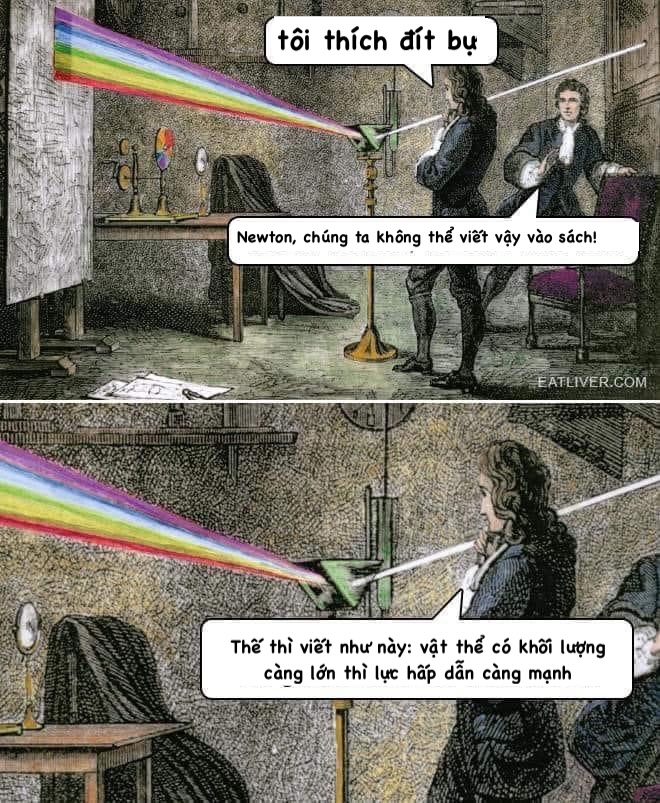 tôi thích đít bự
Newton, chúng ta không thể viết vậy vào sách!
EATLIVER.COM
Thế thì viết như này: vật thể có khối lượng
càng lớn thì lực hấp dẫn càng mạnh